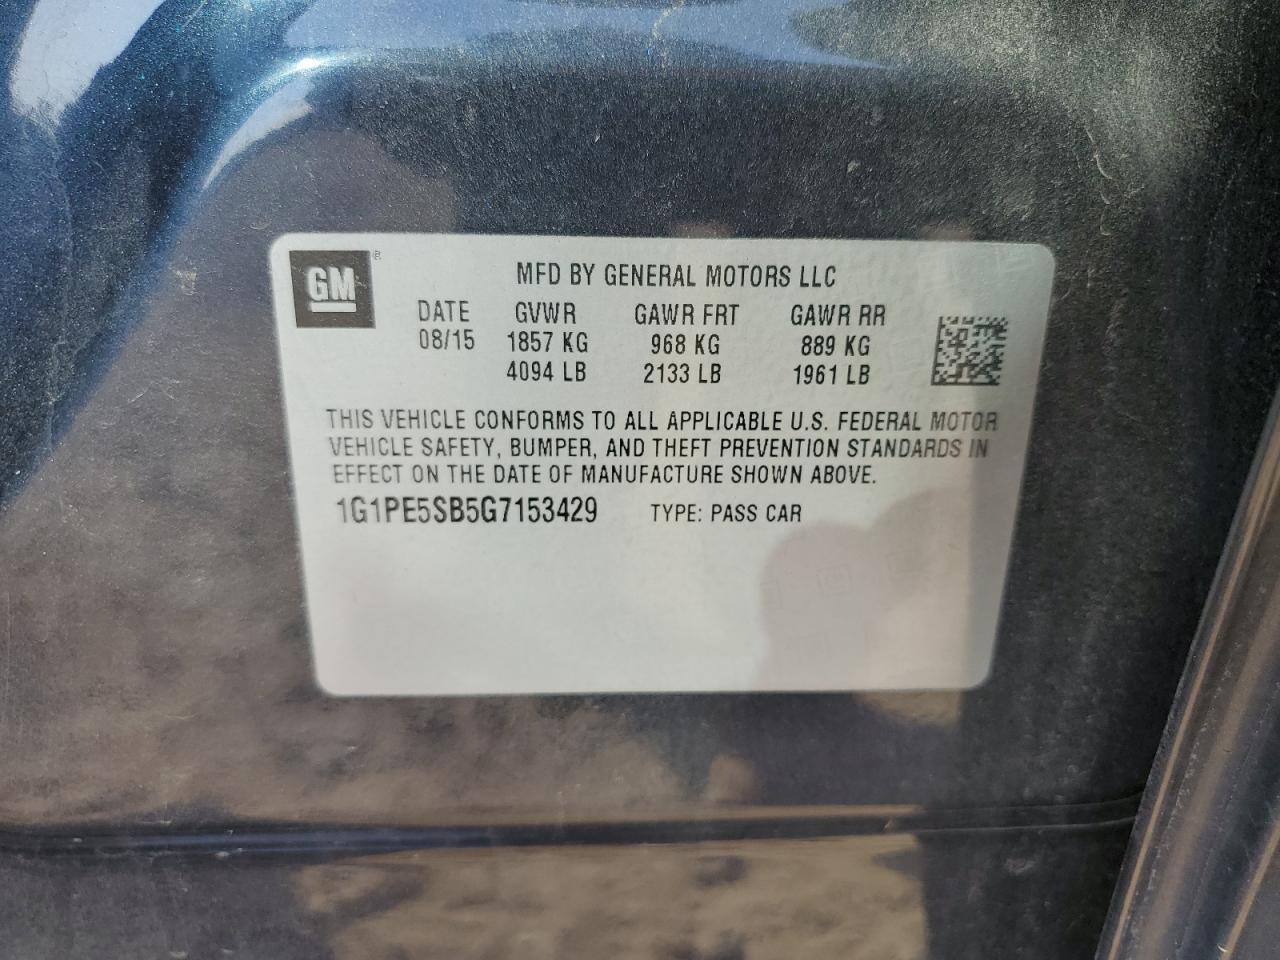 GM ®
MFD BY GENERAL MOTORS LLC
DATE GVWR GAWR FRT GAWR RR
08/15 1857 KG 968 KG 889 KG
4094 LB 2133 LB 1961 LB
THIS VEHICLE CONFORMS TO ALL APPLICABLE U.S. FEDERAL MOTOR
VEHICLE SAFETY, BUMPER, AND THEFT PREVENTION STANDARDS IN
EFFECT ON THE DATE OF MANUFACTURE SHOWN ABOVE.
1G1PE5SB5G7153429 TYPE: PASS CAR